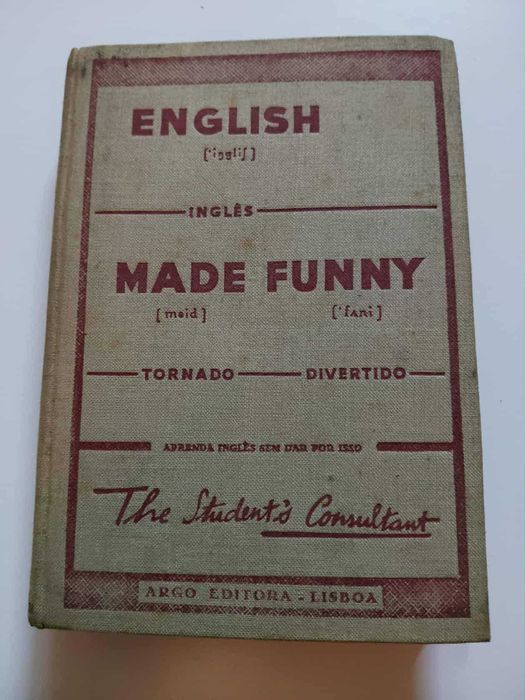 ENGLISH
['iŋgliʃ]
INGLÊS
MADE FUNNY
[meid] ['fʌni]
TORNADO DIVERTIDO
APRENDA INGLÊS SEM DAR POR ISSO
The Student's Consultant
ARGO EDITORA - LISBOA